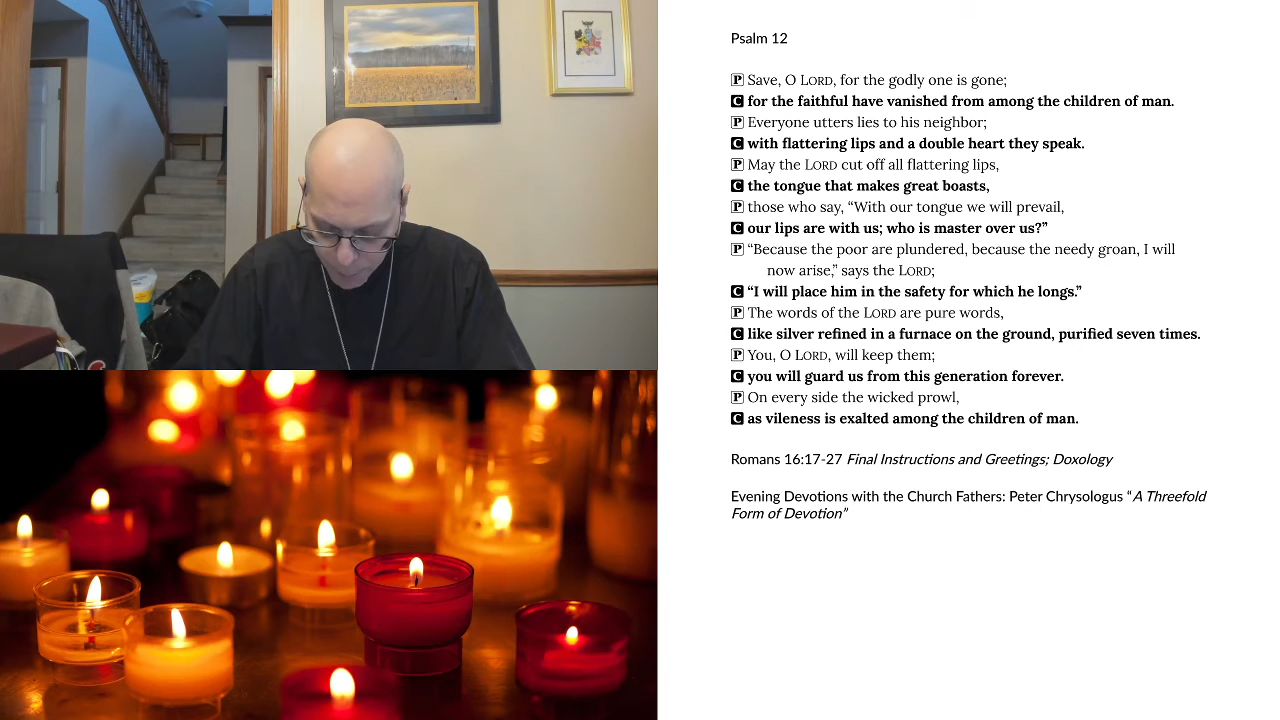 Psalm 12
P Save, O LORD, for the godly one is gone;
C for the faithful have vanished from among the children of man.
P Everyone utters lies to his neighbor;
C with flattering lips and a double heart they speak.
P May the LORD cut off all flattering lips,
C the tongue that makes great boasts,
P those who say, “With our tongue we will prevail,
C our lips are with us; who is master over us?”
P “Because the poor are plundered, because the needy groan, I will
now arise,” says the LORD;
C “I will place him in the safety for which he longs.”
P The words of the LORD are pure words,
C like silver refined in a furnace on the ground, purified seven times.
P You, O LORD, will keep them;
C you will guard us from this generation forever.
P On every side the wicked prowl,
C as vileness is exalted among the children of man.
Romans 16:17-27 Final Instructions and Greetings; Doxology
Evening Devotions with the Church Fathers: Peter Chrysologus “A Threefold
Form of Devotion”